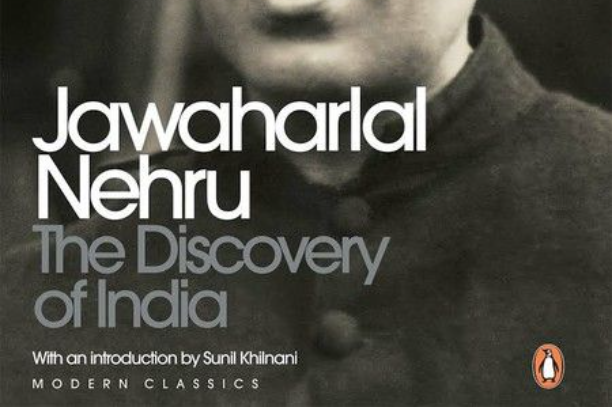 Jawaharlal
Nehru
The Discovery
of India
With an introduction by Sunil Khilnani
MODERN CLASSICS